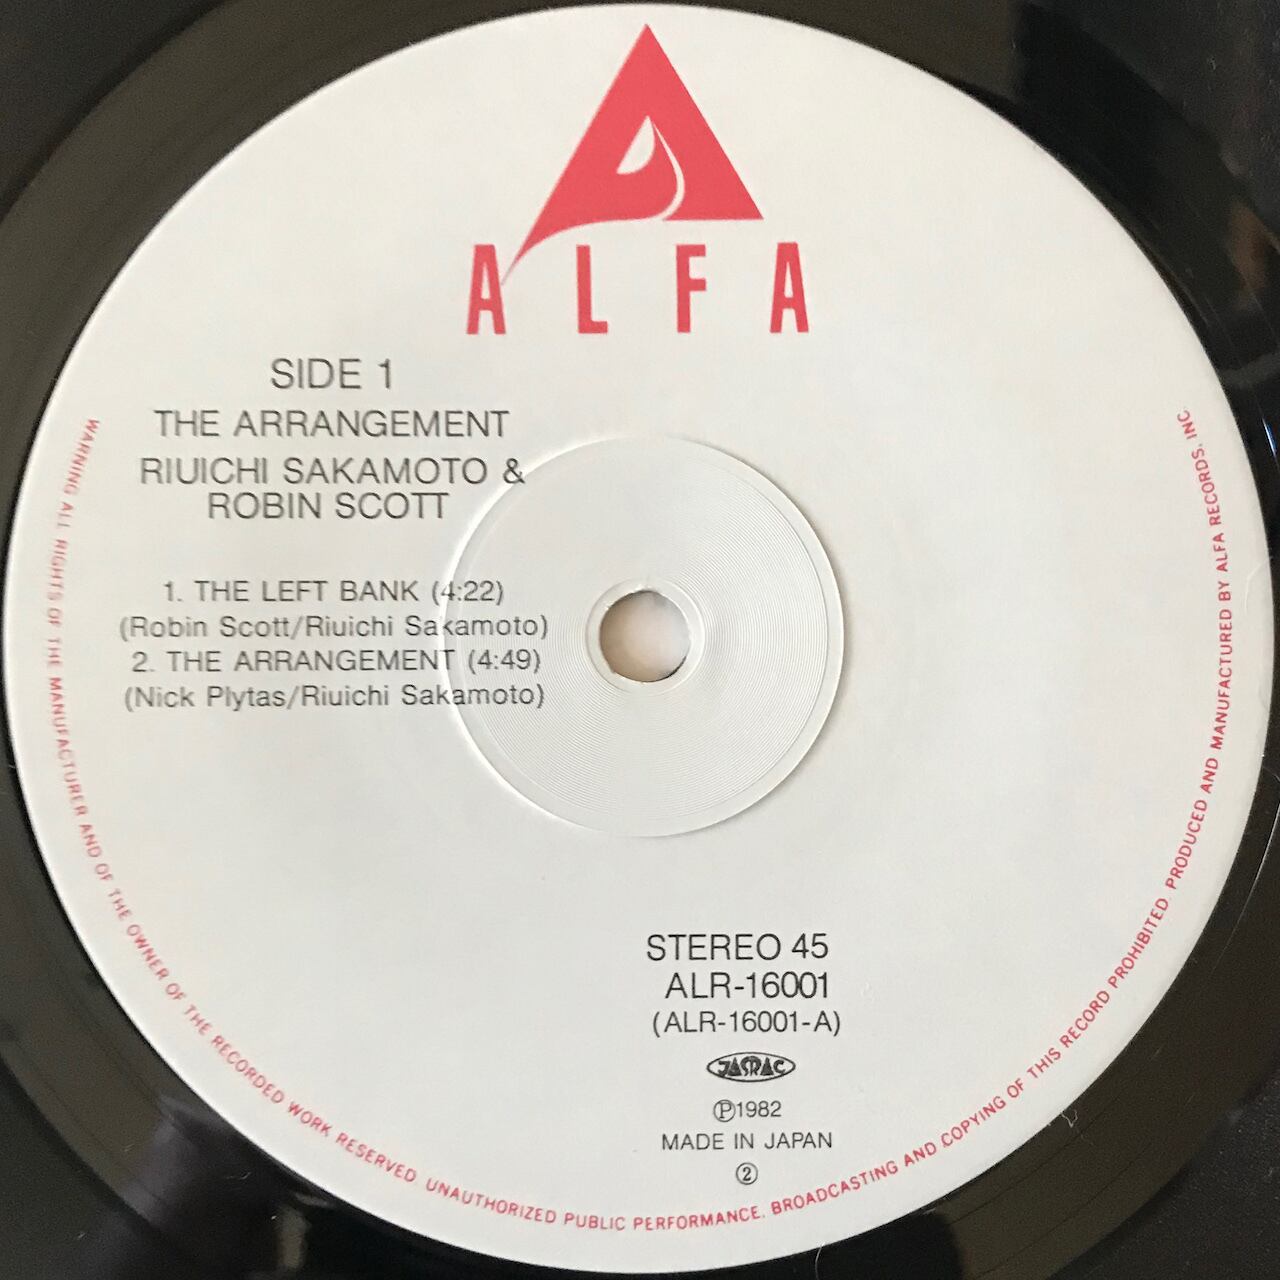 ALFA
SIDE 1
THE ARRANGEMENT
RIUICHI SAKAMOTO &
ROBIN SCOTT
1. THE LEFT BANK (4:22)
(Robin Scott/Riuichi Sakamoto)
2. THE ARRANGEMENT (4:49)
(Nick Plytas/Riuichi Sakamoto)
STEREO 45
ALR-16001
(ALR-16001-A)
JASRAC
Ⓟ1982
MADE IN JAPAN
②
WARNING ALL RIGHTS OF THE MANUFACTURER AND OF THE OWNER OF THE RECORDED WORK RESERVED. UNAUTHORIZED PUBLIC PERFORMANCE. BROADCASTING AND COPYING OF THIS RECORD PROHIBITED. PRODUCED AND MANUFACTURED BY ALFA RECORDS. INC.